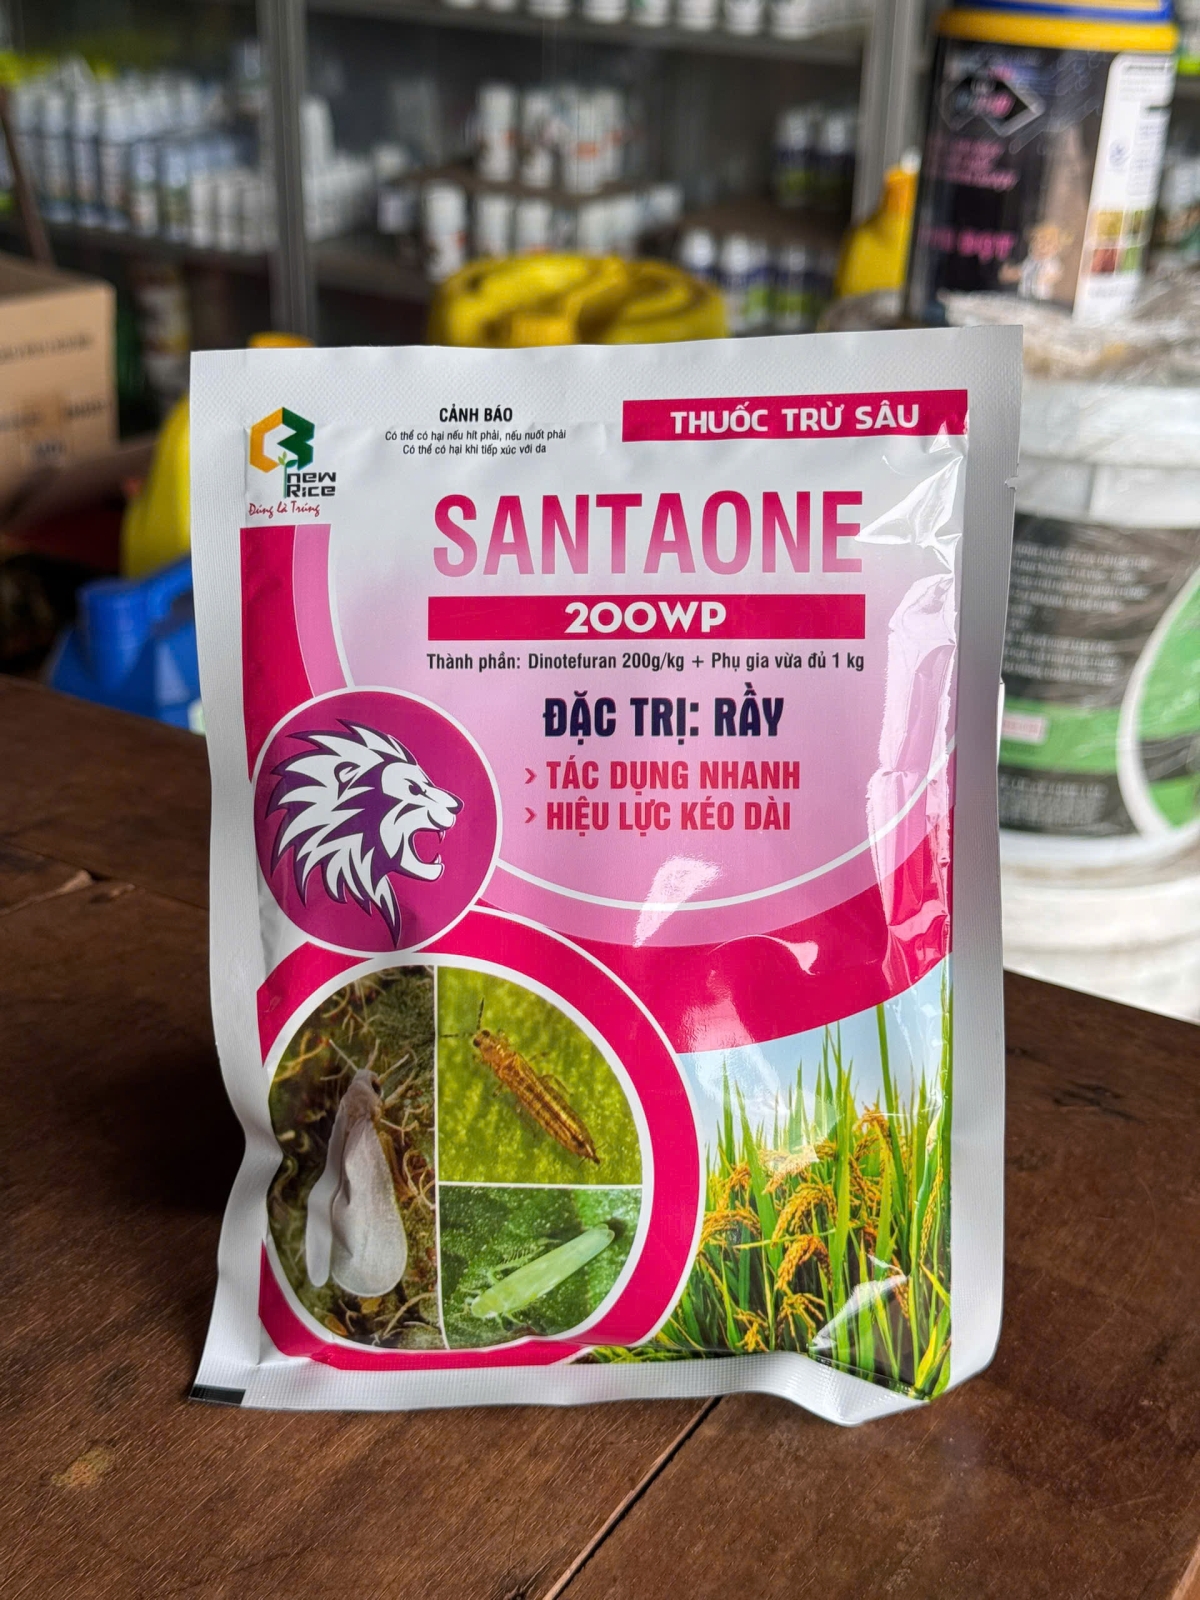 new
Rice
Đúng là Trúng
CẢNH BÁO
Có thể có hại nếu hít phải, nếu nuốt phải
Có thể có hại khi tiếp xúc với da
THUỐC TRỪ SÂU
SANTAONE
200WP
Thành phần: Dinotefuran 200g/kg + Phụ gia vừa đủ 1 kg
ĐẶC TRỊ: RẦY
› TÁC DỤNG NHANH
› HIỆU LỰC KÉO DÀI